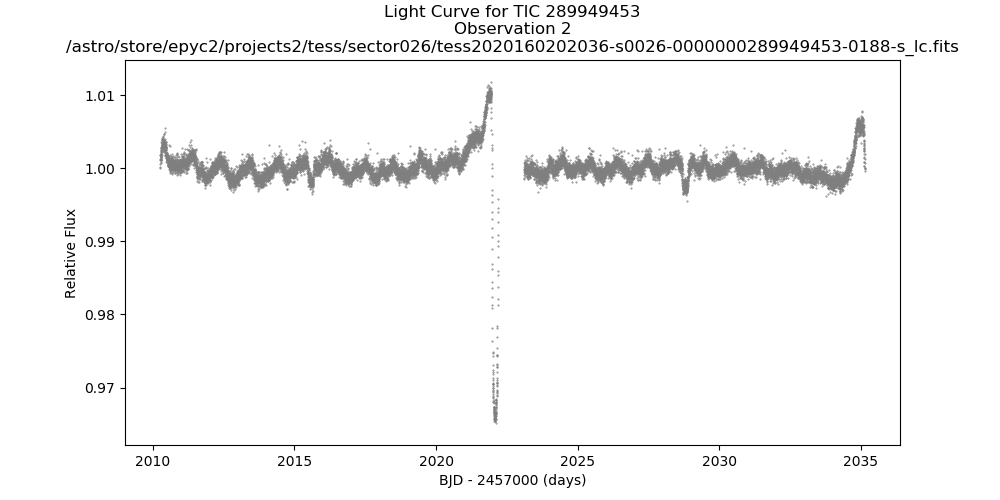 Light Curve for TIC 289949453
Observation 2
/astro/store/epyc2/projects2/tess/sector026/tess2020160202036-s0026-0000000289949453-0188-s_lc.fits
1.01
1.00
0.99
0.98
0.97
Relative Flux
2010 2015 2020 2025 2030 2035
BJD - 2457000 (days)